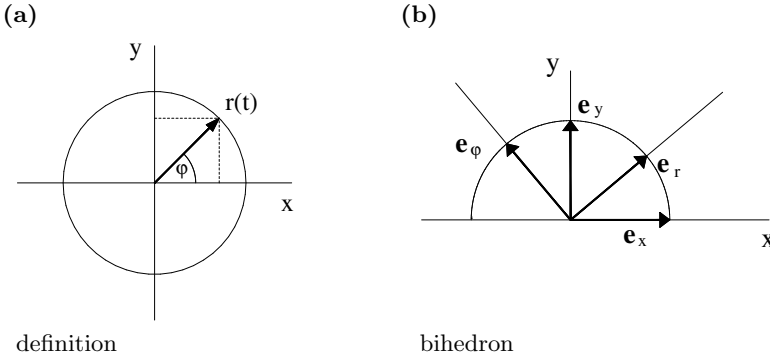 (a)
y
r(t)
φ
x
definition
(b)
y
e y
e φ
e r
e x
x
bihedron